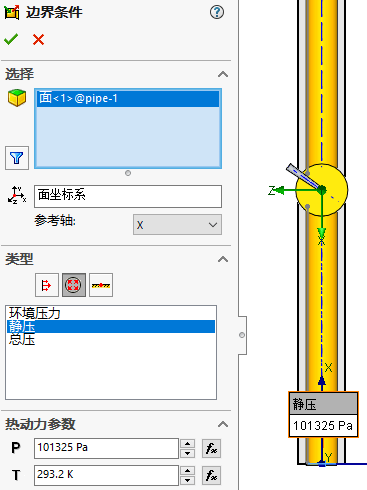 边界条件
选择
面<1>@pipe-1
面坐标系
参考轴:
X
类型
环境压力
静压
总压
热动力参数
P
101325 Pa
T
293.2 K
Z
X
X
静压
101325 Pa
Y